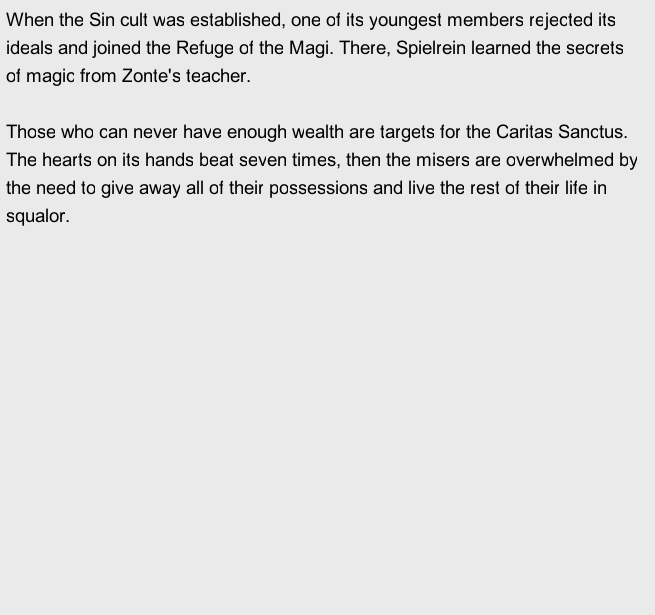 When the Sin cult was established, one of its youngest members rejected its
ideals and joined the Refuge of the Magi. There, Spielrein learned the secrets
of magic from Zonte's teacher.

Those who can never have enough wealth are targets for the Caritas Sanctus.
The hearts on its hands beat seven times, then the misers are overwhelmed by
the need to give away all of their possessions and live the rest of their life in
squalor.